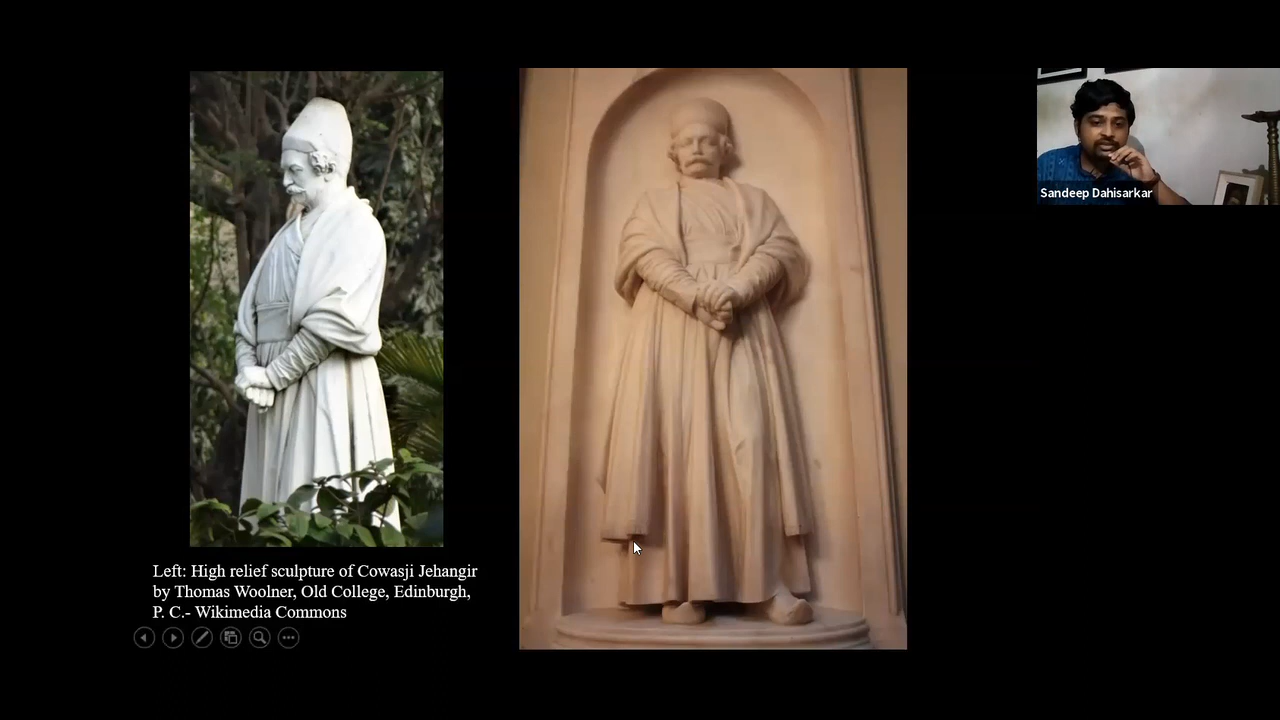 Sandeep Dahisarkar
Left: High relief sculpture of Cowasji Jehangir
by Thomas Woolner, Old College, Edinburgh,
P. C.- Wikimedia Commons